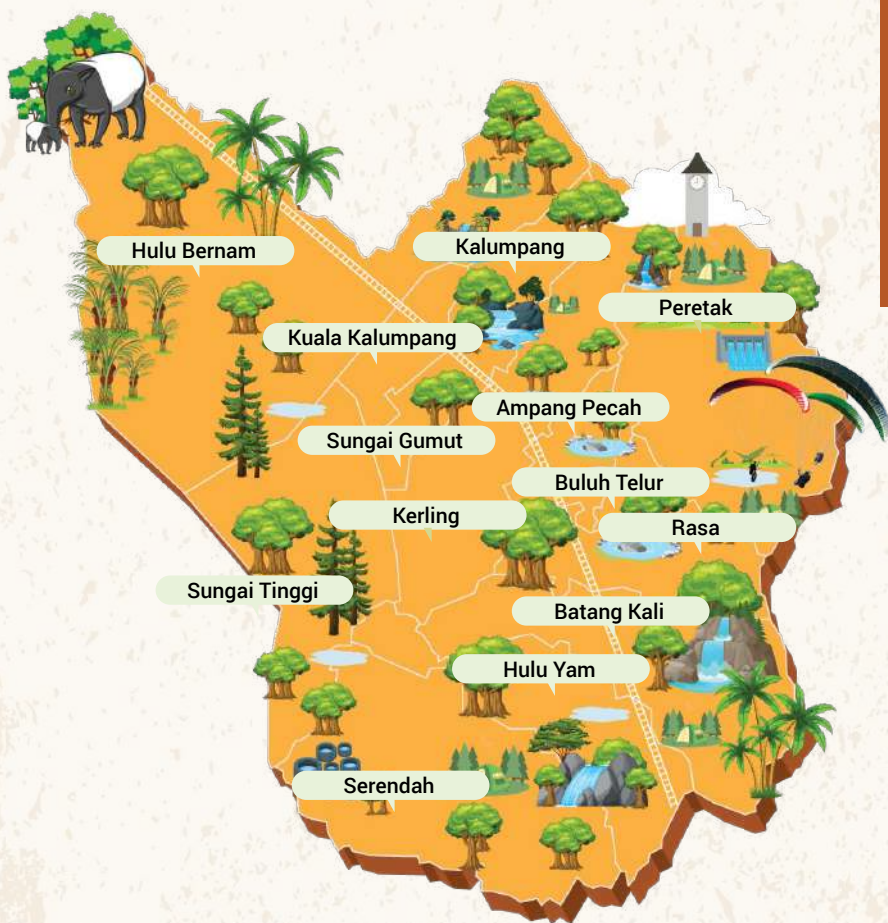 Hulu Bernam
Kalumpang
Peretak
Kuala Kalumpang
Ampang Pecah
Sungai Gumut
Buluh Telur
Kerling
Rasa
Sungai Tinggi
Batang Kali
Hulu Yam
Serendah